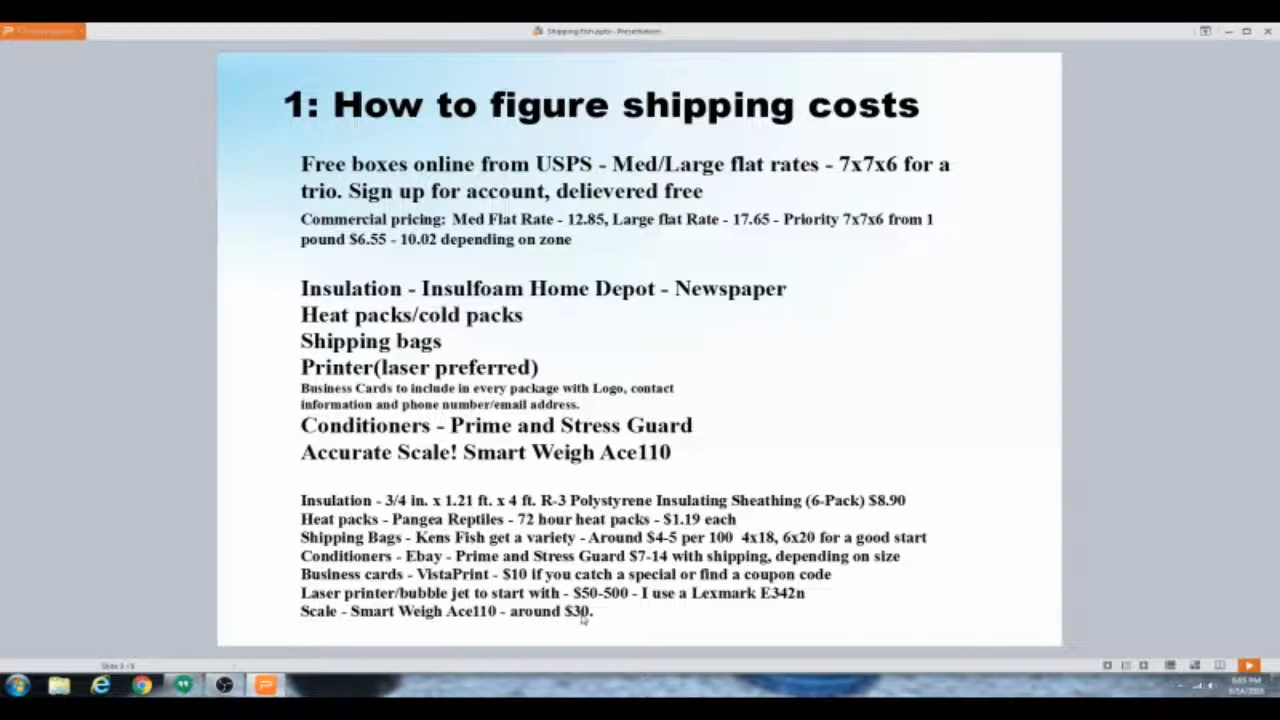 Shipping fish.pptx - Presentation
1: How to figure shipping costs
Free boxes online from USPS - Med/Large flat rates - 7x7x6 for a
trio. Sign up for account, delievered free
Commercial pricing: Med Flat Rate - 12.85, Large flat Rate - 17.65 - Priority 7x7x6 from 1
pound $6.55 - 10.02 depending on zone
Insulation - Insulfoam Home Depot - Newspaper
Heat packs/cold packs
Shipping bags
Printer(laser preferred)
Business Cards to include in every package with Logo, contact
information and phone number/email address.
Conditioners - Prime and Stress Guard
Accurate Scale! Smart Weigh Ace110
Insulation - 3/4 in. x 1.21 ft. x 4 ft. R-3 Polystyrene Insulating Sheathing (6-Pack) $8.90
Heat packs - Pangea Reptiles - 72 hour heat packs - $1.19 each
Shipping Bags - Kens Fish get a variety - Around $4-5 per 100 4x18, 6x20 for a good start
Conditioners - Ebay - Prime and Stress Guard $7-14 with shipping, depending on size
Business cards - VistaPrint - $10 if you catch a special or find a coupon code
Laser printer/bubble jet to start with - $50-500 - I use a Lexmark E342n
Scale - Smart Weigh Ace110 - around $30.
6:05 PM